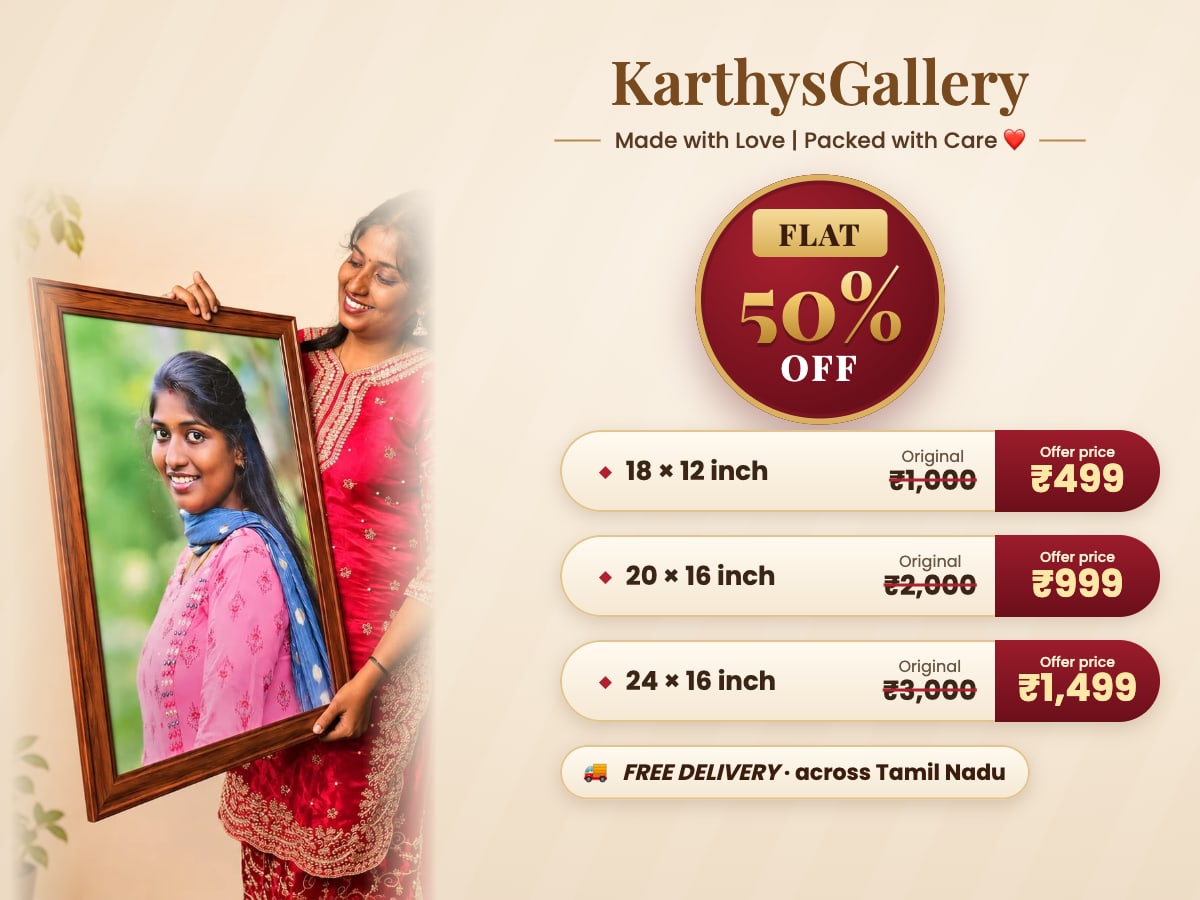 KarthysGallery
Made with Love | Packed with Care ❤️
FLAT
50%
OFF
18 × 12 inch
Original
₹1,000
Offer price
₹499
20 × 16 inch
Original
₹2,000
Offer price
₹999
24 × 16 inch
Original
₹3,000
Offer price
₹1,499
🚚 FREE DELIVERY · across Tamil Nadu